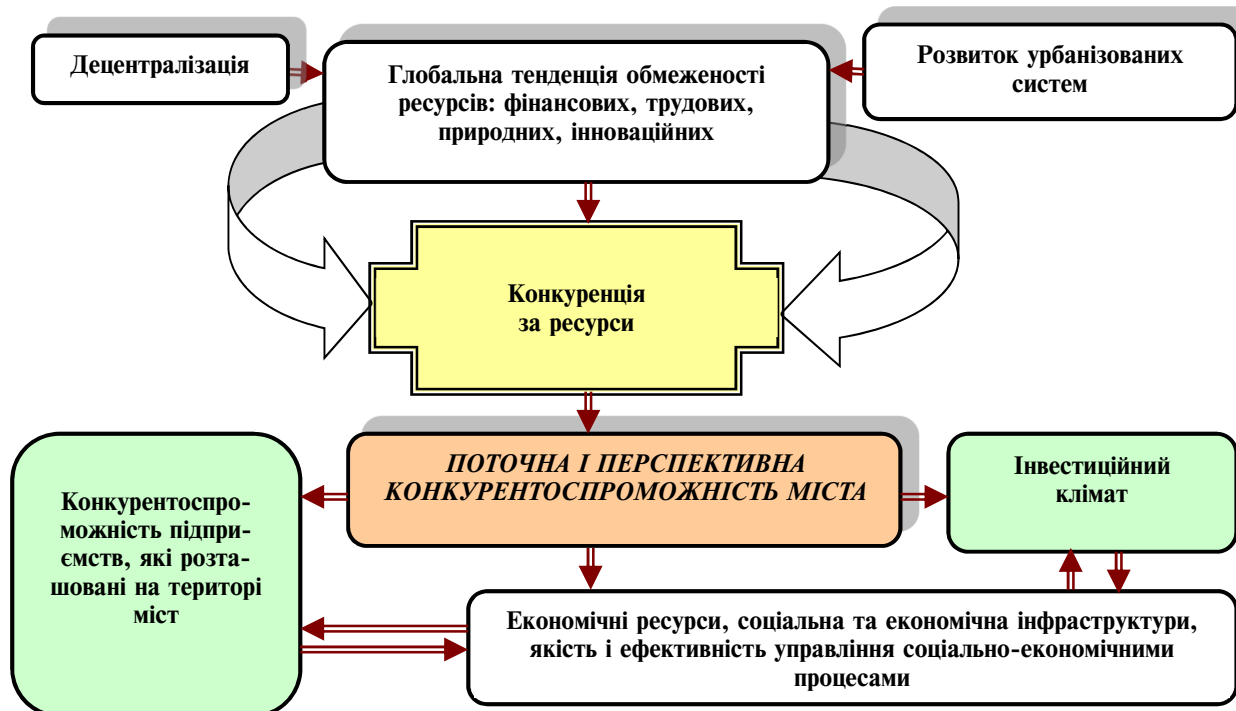 Децентралізація
Глобальна тенденція обмеженості
ресурсів: фінансових, трудових,
природних, інноваційних
Розвиток урбанізованих
систем
Конкуренція
за ресурси
ПОТОЧНА І ПЕРСПЕКТИВНА
КОНКУРЕНТОСПРОМОЖНІСТЬ МІСТА
Інвестиційний
клімат
Конкурентоспро-
можність підпри-
ємств, які розта-
шовані на територі
міст
Економічні ресурси, соціальна та економічна інфраструктури,
якість і ефективність управління соціально-економічними
процесами